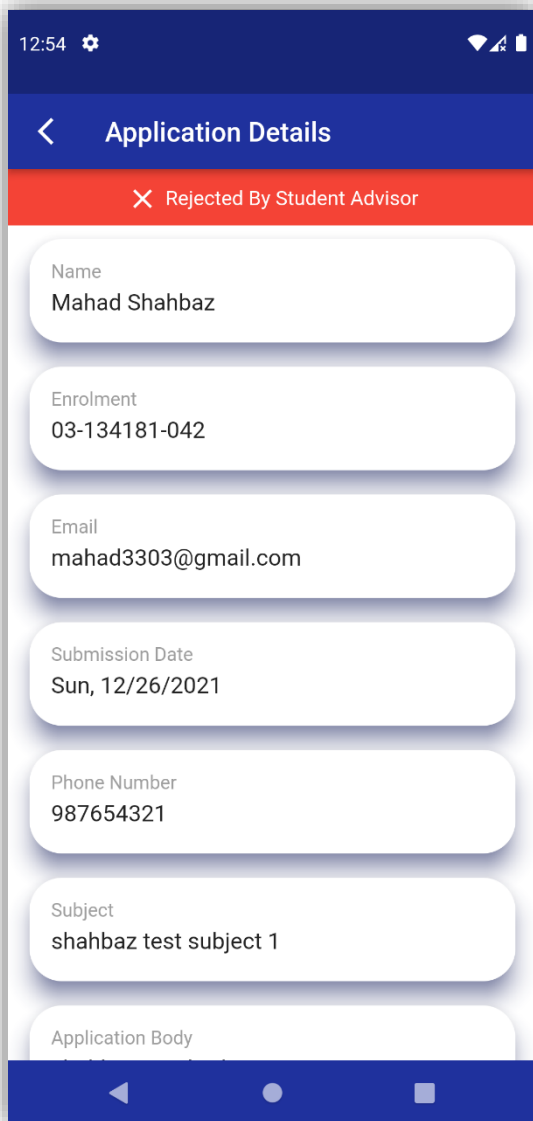 12:54
Application Details
Rejected By Student Advisor
Name
Mahad Shahbaz
Enrolment
03-134181-042
Email
mahad3303@gmail.com
Submission Date
Sun, 12/26/2021
Phone Number
987654321
Subject
shahbaz test subject 1
Application Body